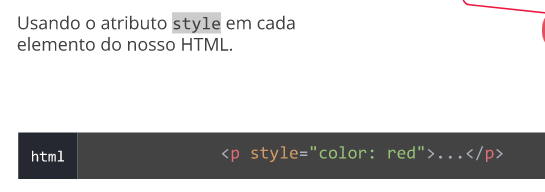 Usando o atributo style em cada
elemento do nosso HTML.
html
<p style="color: red">...</p>